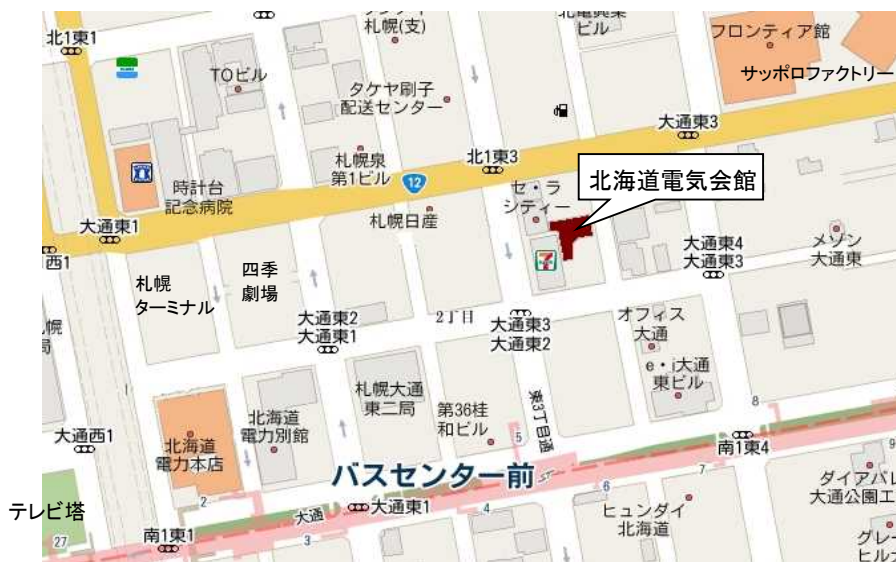 北1東1
札幌(支)
ビル
フロンティア館
サッポロファクトリー
TOビル
タケヤ刷子
配送センター
大通東3
札幌泉
第1ビル
北1東3
北海道電気会館
12
時計台
記念病院
セ・ラ
シティー
札幌日産
大通東1
西1
大通東4
大通東3
メゾン
大通東
札幌
ターミナル
四季
劇場
7
大通東2
大通東1
2丁目
大通東3
大通東2
オフィス
大通
e・i大通
東ビル
札幌大通
東二局
第36桂
和ビル
東3丁目通
北海道
電力別館
8
大通西1
北海道
電力本店
5
南1東4
9
バスセンター前
7
ダイアパレ
大通公園エ
テレビ塔
2
6
大通
大通東1
4
ヒュンダイ
北海道
27
南1東1
3
グレー
ヒルズ